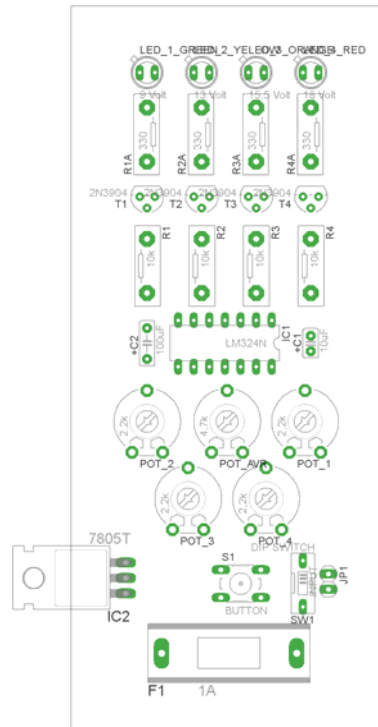 LED_1_GREEN LED_2_YELLOW LED_3_ORANGE LED_4_RED
9 Volt 13 Volt 15.5 Volt 18 Volt
330 330 330 330
R1A R2A R3A R4A
2N3904 2N3904 2N3904 2N3904
T1 T2 T3 T4
R1 R2 R3 R4
10k 10k 10k 10k
*C2 100uF LM324N IC1 *C1 10uF
2.2k 4.7k 2.2k
POT_2 POT_AVR POT_1
2.2k 2.2k
POT_3 POT_4
7805T
IC2
S1 DIP SWITCH
INPUT JP1
BUTTON SW1
F1 1A